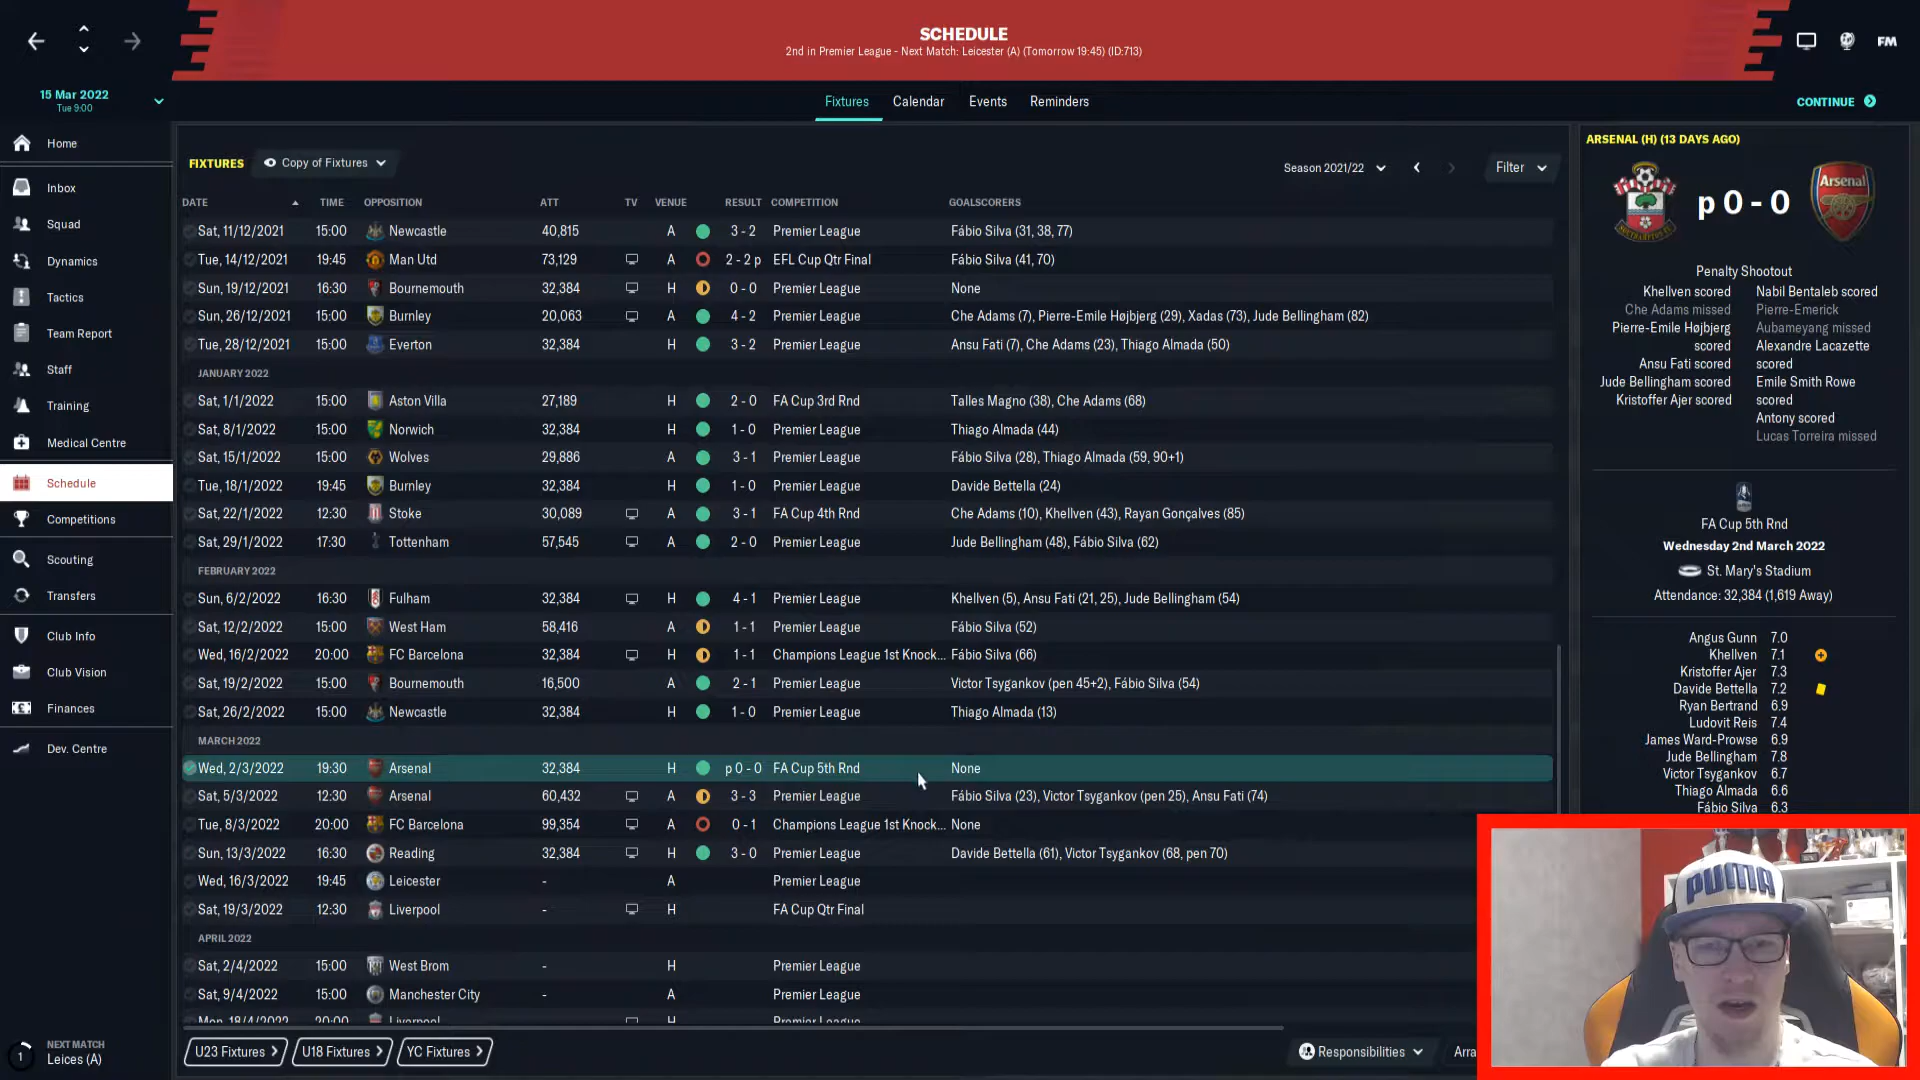 SCHEDULE
2nd in Premier League - Next Match: Leicester (A) (Tomorrow 19:45) (ID:713)
FM
15 Mar 2022
Tue 9:00
Fixtures Calendar Events Reminders
CONTINUE
Home
Inbox
Squad
Dynamics
Tactics
Team Report
Staff
Training
Medical Centre
Schedule
Competitions
Scouting
Transfers
Club Info
Club Vision
Finances
Dev. Centre
1
NEXT MATCH
Leices (A)
FIXTURES Copy of Fixtures Season 2021/22 Filter
DATE TIME OPPOSITION ATT TV VENUE RESULT COMPETITION GOALSCORERS
Sat, 11/12/2021 15:00 Newcastle 40,815 A 3 - 2 Premier League Fábio Silva (31, 38, 77)
Tue, 14/12/2021 19:45 Man Utd 73,129 A 2 - 2 p EFL Cup Qtr Final Fábio Silva (41, 70)
Sun, 19/12/2021 16:30 Bournemouth 32,384 H 0 - 0 Premier League None
Sun, 26/12/2021 15:00 Burnley 20,063 A 4 - 2 Premier League Che Adams (7), Pierre-Emile Højbjerg (29), Xadas (73), Jude Bellingham (82)
Tue, 28/12/2021 15:00 Everton 32,384 H 3 - 2 Premier League Ansu Fati (7), Che Adams (23), Thiago Almada (50)
JANUARY 2022
Sat, 1/1/2022 15:00 Aston Villa 27,189 H 2 - 0 FA Cup 3rd Rnd Talles Magno (38), Che Adams (68)
Sat, 8/1/2022 15:00 Norwich 32,384 H 1 - 0 Premier League Thiago Almada (44)
Sat, 15/1/2022 15:00 Wolves 29,886 A 3 - 1 Premier League Fábio Silva (28), Thiago Almada (59, 90+1)
Tue, 18/1/2022 19:45 Burnley 32,384 H 1 - 0 Premier League Davide Bettella (24)
Sat, 22/1/2022 12:30 Stoke 30,089 A 3 - 1 FA Cup 4th Rnd Che Adams (10), Khellven (43), Rayan Gonçalves (85)
Sat, 29/1/2022 17:30 Tottenham 57,545 A 2 - 0 Premier League Jude Bellingham (48), Fábio Silva (62)
FEBRUARY 2022
Sun, 6/2/2022 16:30 Fulham 32,384 H 4 - 1 Premier League Khellven (5), Ansu Fati (21, 25), Jude Bellingham (54)
Sat, 12/2/2022 15:00 West Ham 58,416 A 1 - 1 Premier League Fábio Silva (52)
Wed, 16/2/2022 20:00 FC Barcelona 32,384 H 1 - 1 Champions League 1st Knock... Fábio Silva (66)
Sat, 19/2/2022 15:00 Bournemouth 16,500 A 2 - 1 Premier League Victor Tsygankov (pen 45+2), Fábio Silva (54)
Sat, 26/2/2022 15:00 Newcastle 32,384 H 1 - 0 Premier League Thiago Almada (13)
MARCH 2022
Wed, 2/3/2022 19:30 Arsenal 32,384 H p 0 - 0 FA Cup 5th Rnd None
Sat, 5/3/2022 12:30 Arsenal 60,432 A 3 - 3 Premier League Fábio Silva (23), Victor Tsygankov (pen 25), Ansu Fati (74)
Tue, 8/3/2022 20:00 FC Barcelona 99,354 A 0 - 1 Champions League 1st Knock... None
Sun, 13/3/2022 16:30 Reading 32,384 H 3 - 0 Premier League Davide Bettella (61), Victor Tsygankov (68, pen 70)
Wed, 16/3/2022 19:45 Leicester - A Premier League
Sat, 19/3/2022 12:30 Liverpool - H FA Cup Qtr Final
APRIL 2022
Sat, 2/4/2022 15:00 West Brom - H Premier League
Sat, 9/4/2022 15:00 Manchester City - A Premier League
Mon, 18/4/2022 20:00 Liverpool H Premier League
U23 Fixtures U18 Fixtures YC Fixtures Responsibilities Arra
ARSENAL (H) (13 DAYS AGO)
Arsenal
p 0 - 0
SOUTHAMPTON FC
Penalty Shootout
Khellven scored
Che Adams missed
Pierre-Emile Højbjerg
scored
Ansu Fati scored
Jude Bellingham scored
Kristoffer Ajer scored
Nabil Bentaleb scored
Pierre-Emerick
Aubameyang missed
Alexandre Lacazette
scored
Emile Smith Rowe
scored
Antony scored
Lucas Torreira missed
FA Cup 5th Rnd
Wednesday 2nd March 2022
St. Mary's Stadium
Attendance: 32,384 (1,619 Away)
Angus Gunn 7.0
Khellven 7.1
Kristoffer Ajer 7.3
Davide Bettella 7.2
Ryan Bertrand 6.9
Ludovit Reis 7.4
James Ward-Prowse 6.9
Jude Bellingham 7.8
Victor Tsygankov 6.7
Thiago Almada 6.6
Fábio Silva 6.3
PUMA